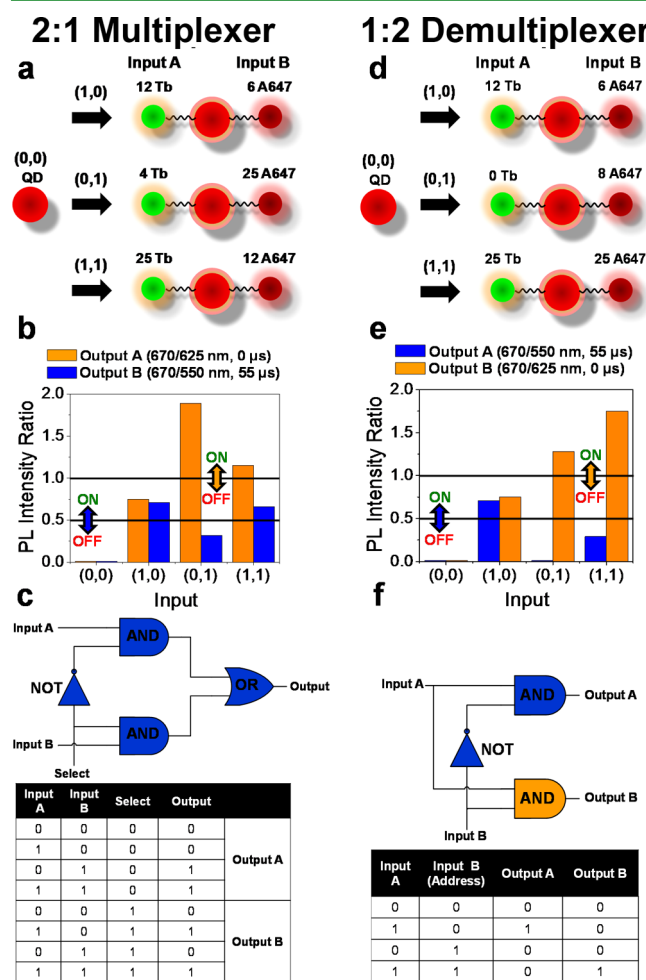 2:1 Multiplexer
a
Input A Input B
(1,0)
12 Tb 6 A647
(0,0)
QD
(0,1)
4 Tb 25 A647
(1,1)
25 Tb 12 A647
b
Output A (670/625 nm, 0 µs)
Output B (670/550 nm, 55 µs)
PL Intensity Ratio
2.0
1.5
1.0
0.5
0.0
ON
OFF
ON
OFF
(0,0) (1,0) (0,1) (1,1)
Input
c
Input A
AND
NOT
OR
Output
AND
Input B
Select
Input A Input B Select Output
0 0 0 0
1 0 0 0
0 1 0 1
1 1 0 1
Output A
0 0 1 0
1 0 1 1
0 1 1 0
1 1 1 1
Output B
1:2 Demultiplexer
d
Input A Input B
(1,0)
12 Tb 6 A647
(0,0)
QD
(0,1)
0 Tb 8 A647
(1,1)
25 Tb 25 A647
e
Output A (670/550 nm, 55 µs)
Output B (670/625 nm, 0 µs)
PL Intensity Ratio
2.0
1.5
1.0
0.5
0.0
ON
OFF
ON
OFF
(0,0) (1,0) (0,1) (1,1)
Input
f
Input A
AND
Output A
NOT
AND
Output B
Input B
Input A Input B (Address) Output A Output B
0 0 0 0
1 0 1 0
0 1 0 0
1 1 0 1